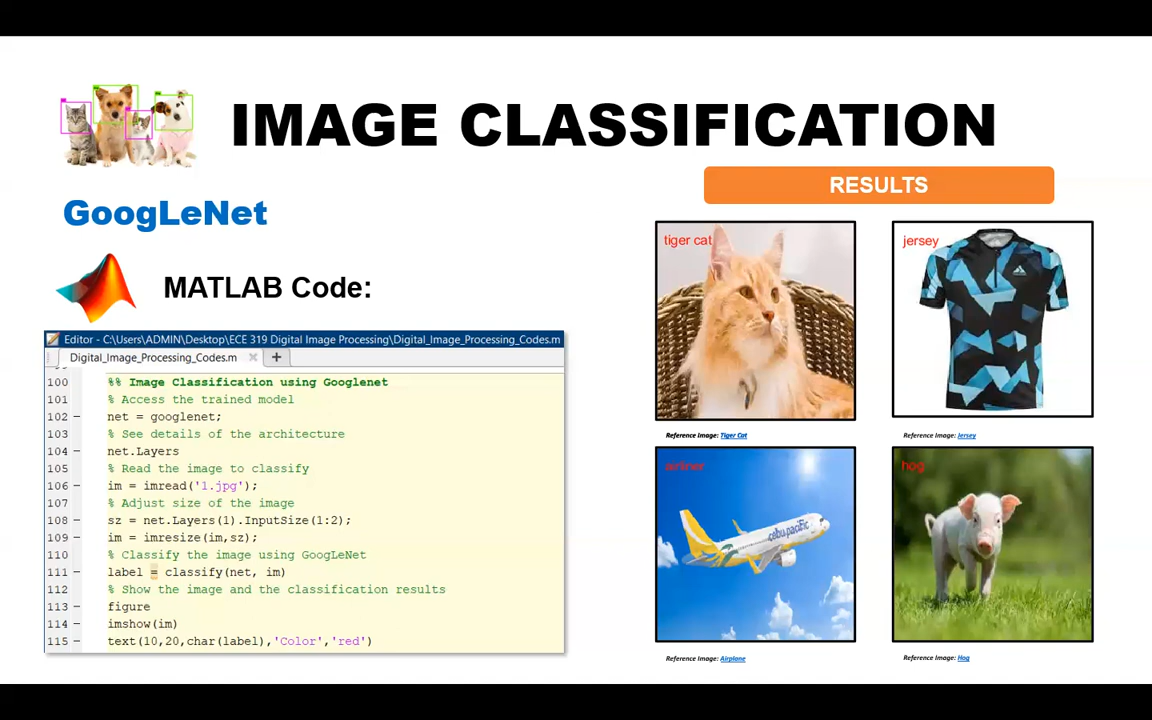 IMAGE CLASSIFICATION
GoogLeNet
MATLAB Code:
Editor - C:\Users\ADMIN\Desktop\ECE 319 Digital Image Processing\Digital_Image_Processing_Codes.m
Digital_Image_Processing_Codes.m
100 %% Image Classification using Googlenet
101 % Access the trained model
102 – net = googlenet;
103 % See details of the architecture
104 – net.Layers
105 % Read the image to classify
106 – im = imread('1.jpg');
107 % Adjust size of the image
108 – sz = net.Layers(1).InputSize(1:2);
109 – im = imresize(im,sz);
110 % Classify the image using GoogLeNet
111 – label = classify(net, im)
112 % Show the image and the classification results
113 – figure
114 – imshow(im)
115 – text(10,20,char(label),'Color','red')
RESULTS
tiger cat
Reference Image: Tiger Cat
jersey
Reference Image: Jersey
airliner
cebu pacific
Reference Image: Airplane
hog
Reference Image: Hog